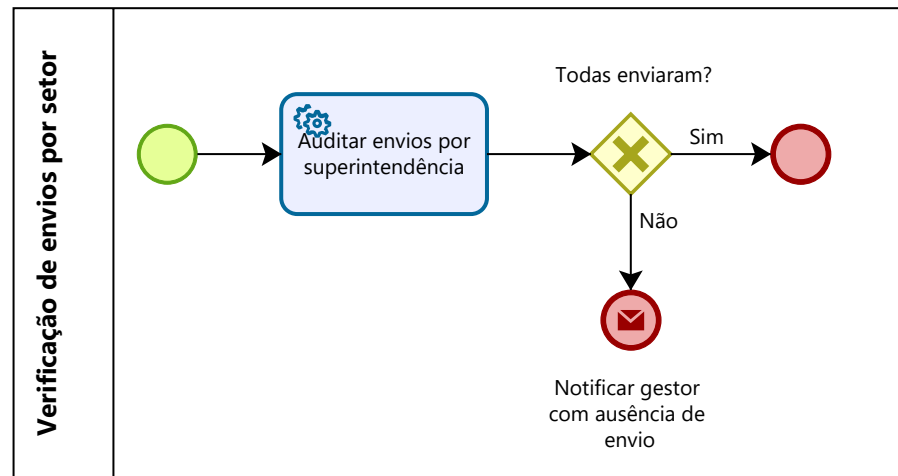 Verificação de envios por setor
Todas enviaram?
Auditar envios por
superintendência
Sim
Não
Notificar gestor
com ausência de
envio